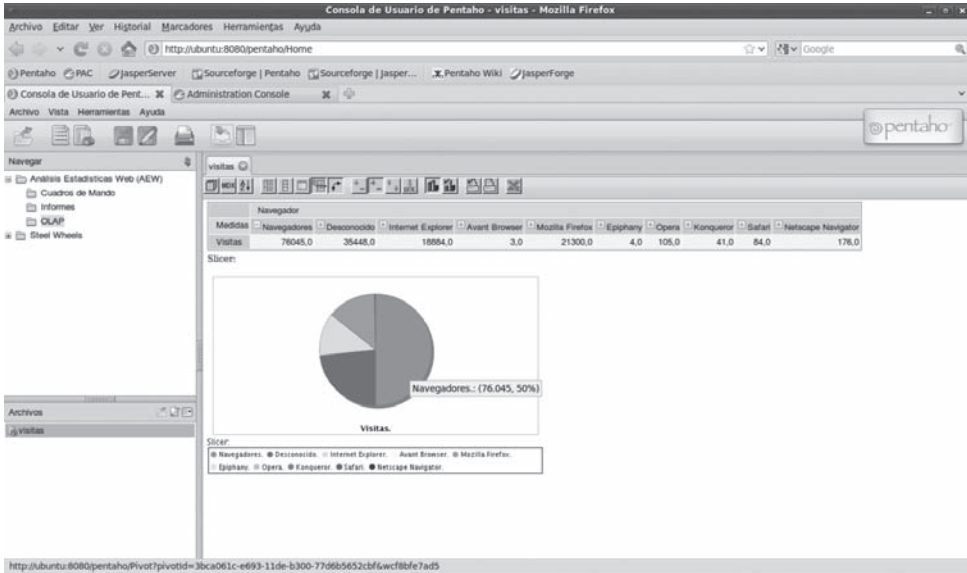 Consola de Usuario de Pentaho - visitas - Mozilla Firefox
Archivo Editar Ver Historial Marcadores Herramientas Ayuda
http://ubuntu:8080/pentaho/Home
Google
Pentaho PAC JasperServer Sourceforge | Pentaho Sourceforge | Jasper... Pentaho Wiki JasperForge
Consola de Usuario de Pent... Administration Console
Archivo Vista Herramientas Ayuda
pentaho
Navegar
Análisis Estadísticas Web (AEW)
Cuadros de Mando
Informes
OLAP
Steel Wheels
Archivos
visitas
visitas
MDX
Navegador
Medidas Navegadores Desconocido Internet Explorer Avant Browser Mozilla Firefox Epiphany Opera Konqueror Safari Netscape Navigator
Visitas 76045,0 35448,0 18884,0 3,0 21300,0 4,0 105,0 41,0 84,0 176,0
Slicer:
Navegadores.: (76.045, 50%)
Visitas.
Slicer:
Navegadores. Desconocido. Internet Explorer. Avant Browser. Mozilla Firefox.
Epiphany. Opera. Konqueror. Safari. Netscape Navigator.
http://ubuntu:8080/pentaho/Pivot?pivotId=3bca061c-e693-11de-b300-77d6b5652cbf&wcf8bfe7ad5